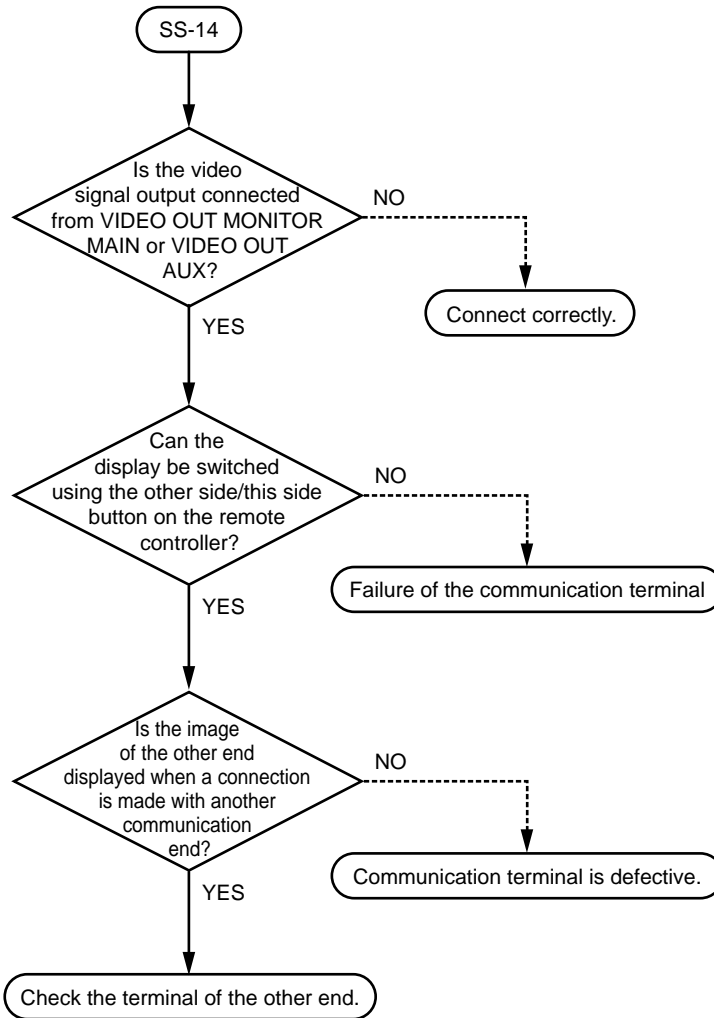 SS-14
Is the video
signal output connected
from VIDEO OUT MONITOR
MAIN or VIDEO OUT
AUX?
NO
Connect correctly.
YES
Can the
display be switched
using the other side/this side
button on the remote
controller?
NO
Failure of the communication terminal
YES
Is the image
of the other end
displayed when a connection
is made with another
communication
end?
NO
Communication terminal is defective.
YES
Check the terminal of the other end.